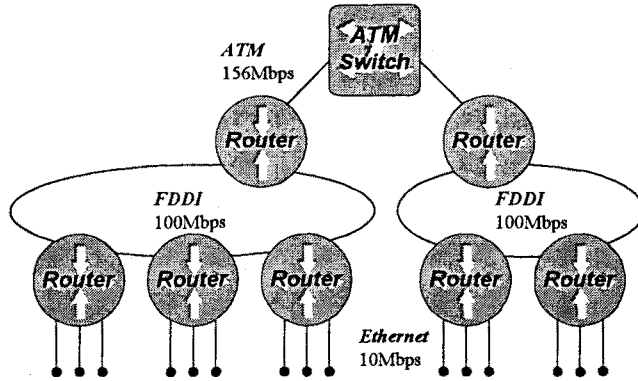 ATM
Switch
ATM
156Mbps
Router
Router
FDDI
100Mbps
FDDI
100Mbps
Router
Router
Router
Router
Router
Ethernet
10Mbps